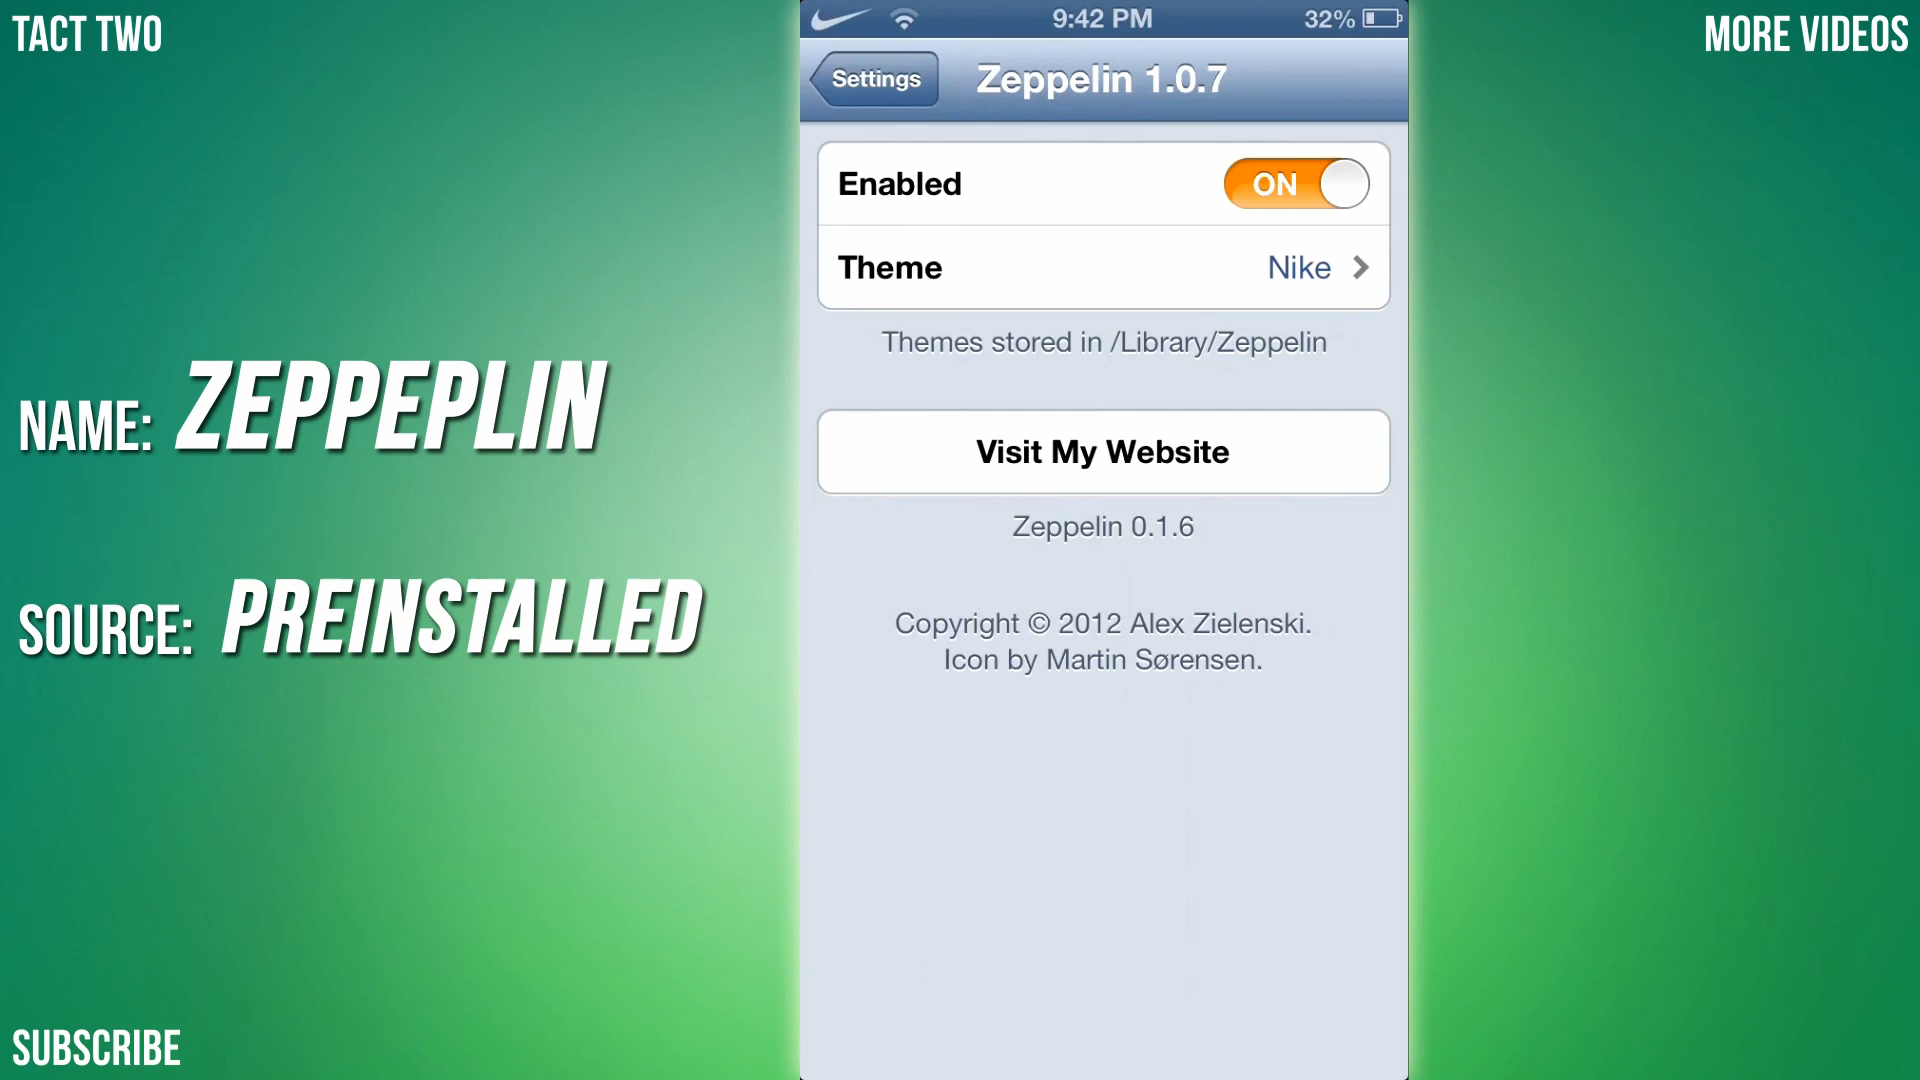 TACT TWO
MORE VIDEOS
9:42 PM
32%
Settings
Zeppelin 1.0.7
Enabled
ON
Theme
Nike
Themes stored in /Library/Zeppelin
NAME: ZEPPEPLIN
Visit My Website
Zeppelin 0.1.6
SOURCE: PREINSTALLED
Copyright © 2012 Alex Zielenski.
Icon by Martin Sørensen.
SUBSCRIBE